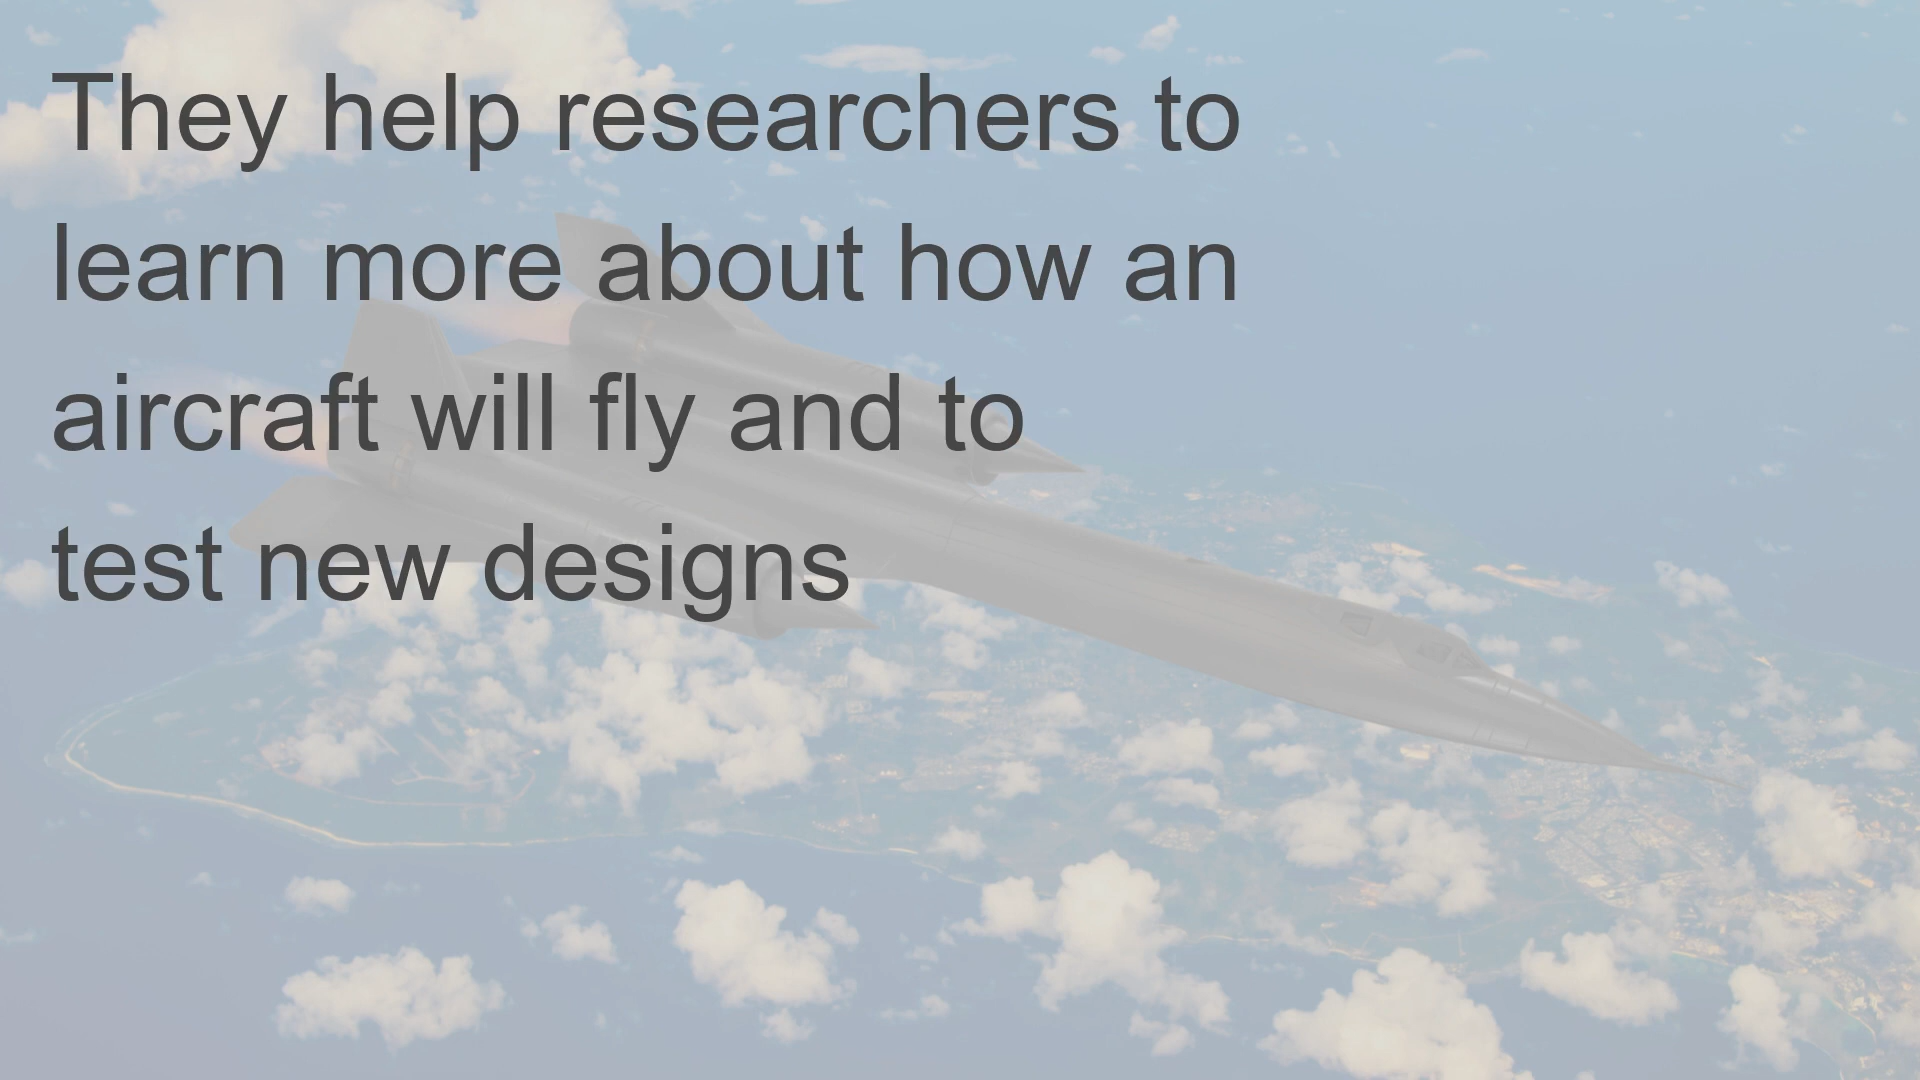 They help researchers to
learn more about how an
aircraft will fly and to
test new designs